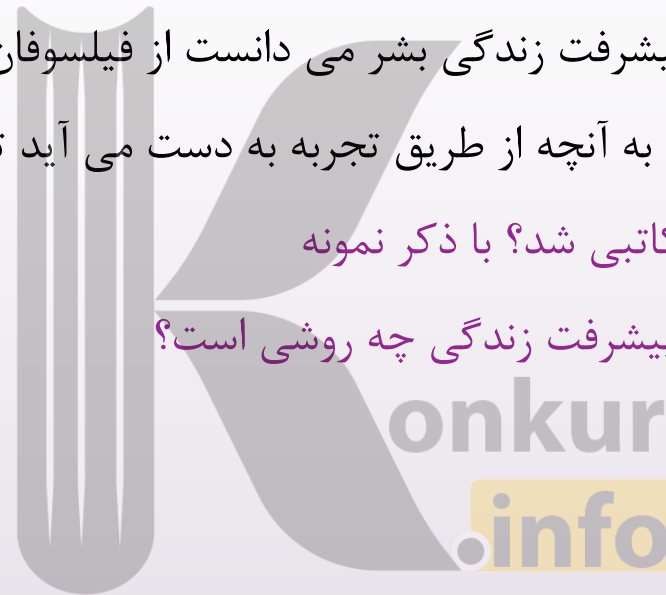 پیشرفت زندگی بشر می دانست از فیلسوفان
به آنچه از طریق تجربه به دست می آید
کاتبی شد؟ با ذکر نمونه
پیشرفت زندگی چه روشی است؟
Konkur
.info